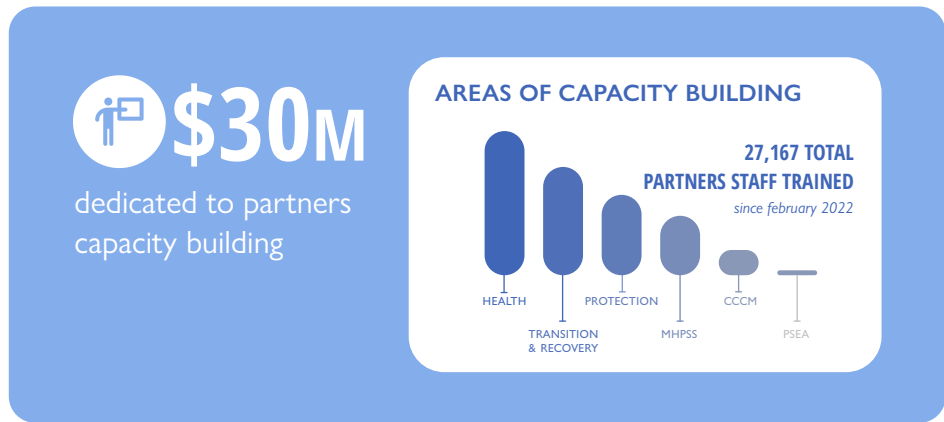 $30M
dedicated to partners
capacity building
AREAS OF CAPACITY BUILDING
27,167 TOTAL
PARTNERS STAFF TRAINED
since february 2022
HEALTH
TRANSITION
& RECOVERY
PROTECTION
MHPSS
CCCM
PSEA